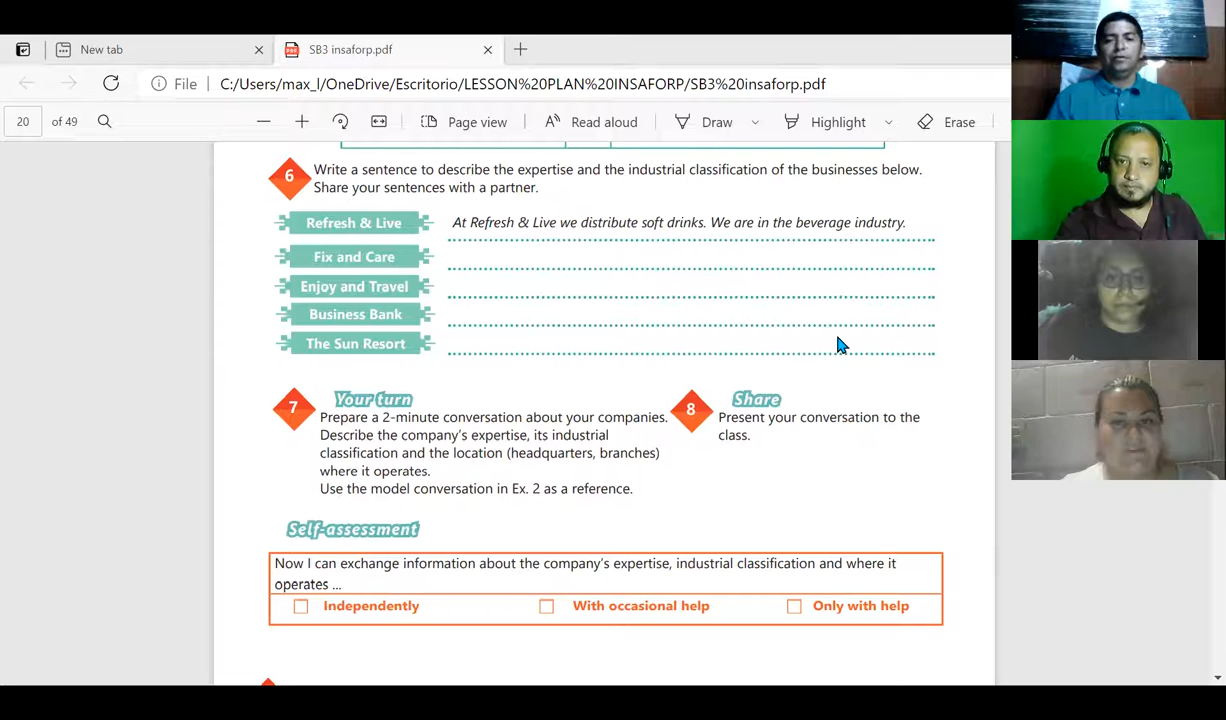 New tab
SB3 insaforp.pdf
File C:/Users/max_l/OneDrive/Escritorio/LESSON%20PLAN%20INSAFORP/SB3%20insaforp.pdf
20 of 49 Page view Read aloud Draw Highlight Erase
6 Write a sentence to describe the expertise and the industrial classification of the businesses below.
Share your sentences with a partner.
Refresh & Live At Refresh & Live we distribute soft drinks. We are in the beverage industry.
Fix and Care
Enjoy and Travel
Business Bank
The Sun Resort
7 Your turn
Prepare a 2-minute conversation about your companies.
Describe the company's expertise, its industrial
classification and the location (headquarters, branches)
where it operates.
Use the model conversation in Ex. 2 as a reference.
8 Share
Present your conversation to the
class.
Self-assessment
Now I can exchange information about the company's expertise, industrial classification and where it
operates ...
Independently With occasional help Only with help